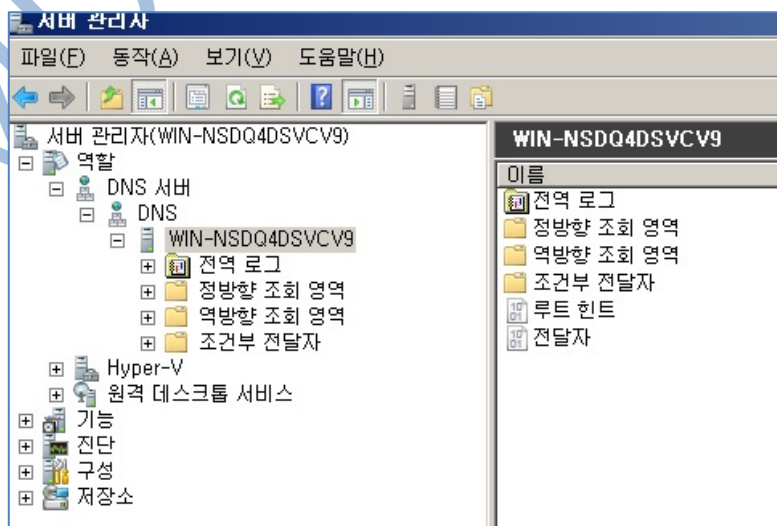 서버 관리자
파일(F) 동작(A) 보기(V) 도움말(H)
서버 관리자(WIN-NSDQ4DSVCV9)
역할
DNS 서버
DNS
WIN-NSDQ4DSVCV9
전역 로그
정방향 조회 영역
역방향 조회 영역
조건부 전달자
Hyper-V
원격 데스크톱 서비스
기능
진단
구성
저장소
WIN-NSDQ4DSVCV9
이름
전역 로그
정방향 조회 영역
역방향 조회 영역
조건부 전달자
루트 힌트
전달자